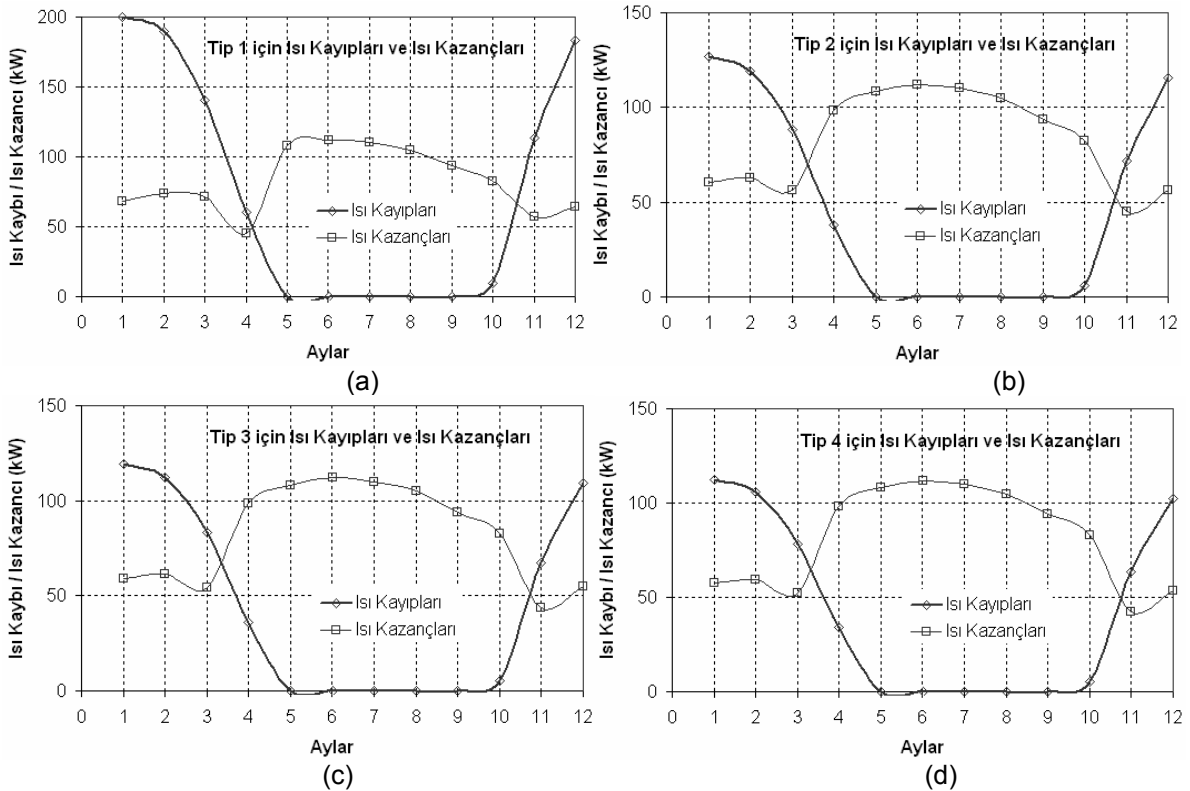 Tip 1 için Isı Kayıpları ve Isı Kazançları
Isı Kaybı / Isı Kazancı (kW)
200
150
100
50
0
Isı Kayıpları
Isı Kazançları
0 1 2 3 4 5 6 7 8 9 10 11 12
Aylar
(a)
Tip 2 için Isı Kayıpları ve Isı Kazançları
Isı Kaybı / Isı Kazancı (kW)
150
100
50
0
Isı Kayıpları
Isı Kazançları
0 1 2 3 4 5 6 7 8 9 10 11 12
Aylar
(b)
Tip 3 için Isı Kayıpları ve Isı Kazançları
Isı Kaybı / Isı Kazancı (kW)
150
100
50
0
Isı Kayıpları
Isı Kazançları
0 1 2 3 4 5 6 7 8 9 10 11 12
Aylar
(c)
Tip 4 için Isı Kayıpları ve Isı Kazançları
Isı Kaybı / Isı Kazancı (kW)
150
100
50
0
Isı Kayıpları
Isı Kazançları
0 1 2 3 4 5 6 7 8 9 10 11 12
Aylar
(d)